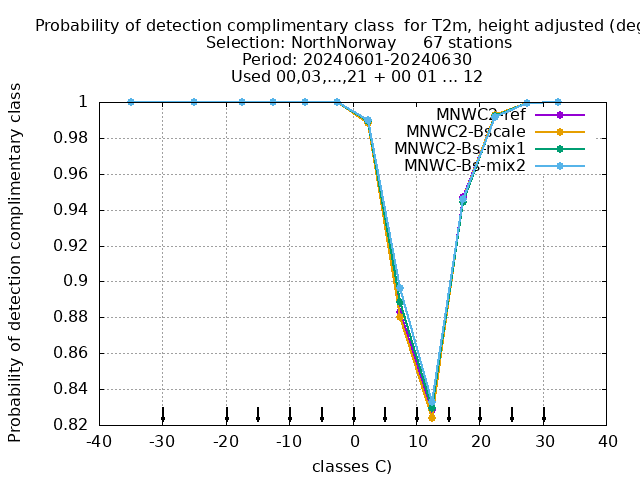 Probability of detection complimentary class  for T2m, height adjusted (deg
Selection: NorthNorway     67 stations
Period: 20240601-20240630
Used 00,03,...,21 + 00 01 ... 12
Probability of detection complimentary class
1
0.98
0.96
0.94
0.92
0.9
0.88
0.86
0.84
0.82
MNWC2-ref
MNWC2-Bscale
MNWC2-Bs-mix1
MNWC-Bs-mix2
-40 -30 -20 -10 0 10 20 30 40
classes C)